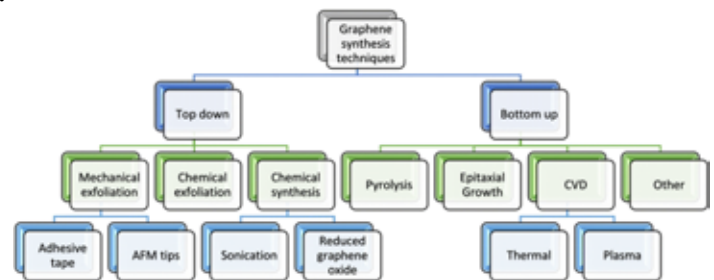 Graphene
synthesis
techniques
Top down
Bottom up
Mechanical
exfoliation
Chemical
exfoliation
Chemical
synthesis
Pyrolysis
Epitaxial
Growth
CVD
Other
Adhesive
tape
AFM tips
Sonication
Reduced
graphene
oxide
Thermal
Plasma